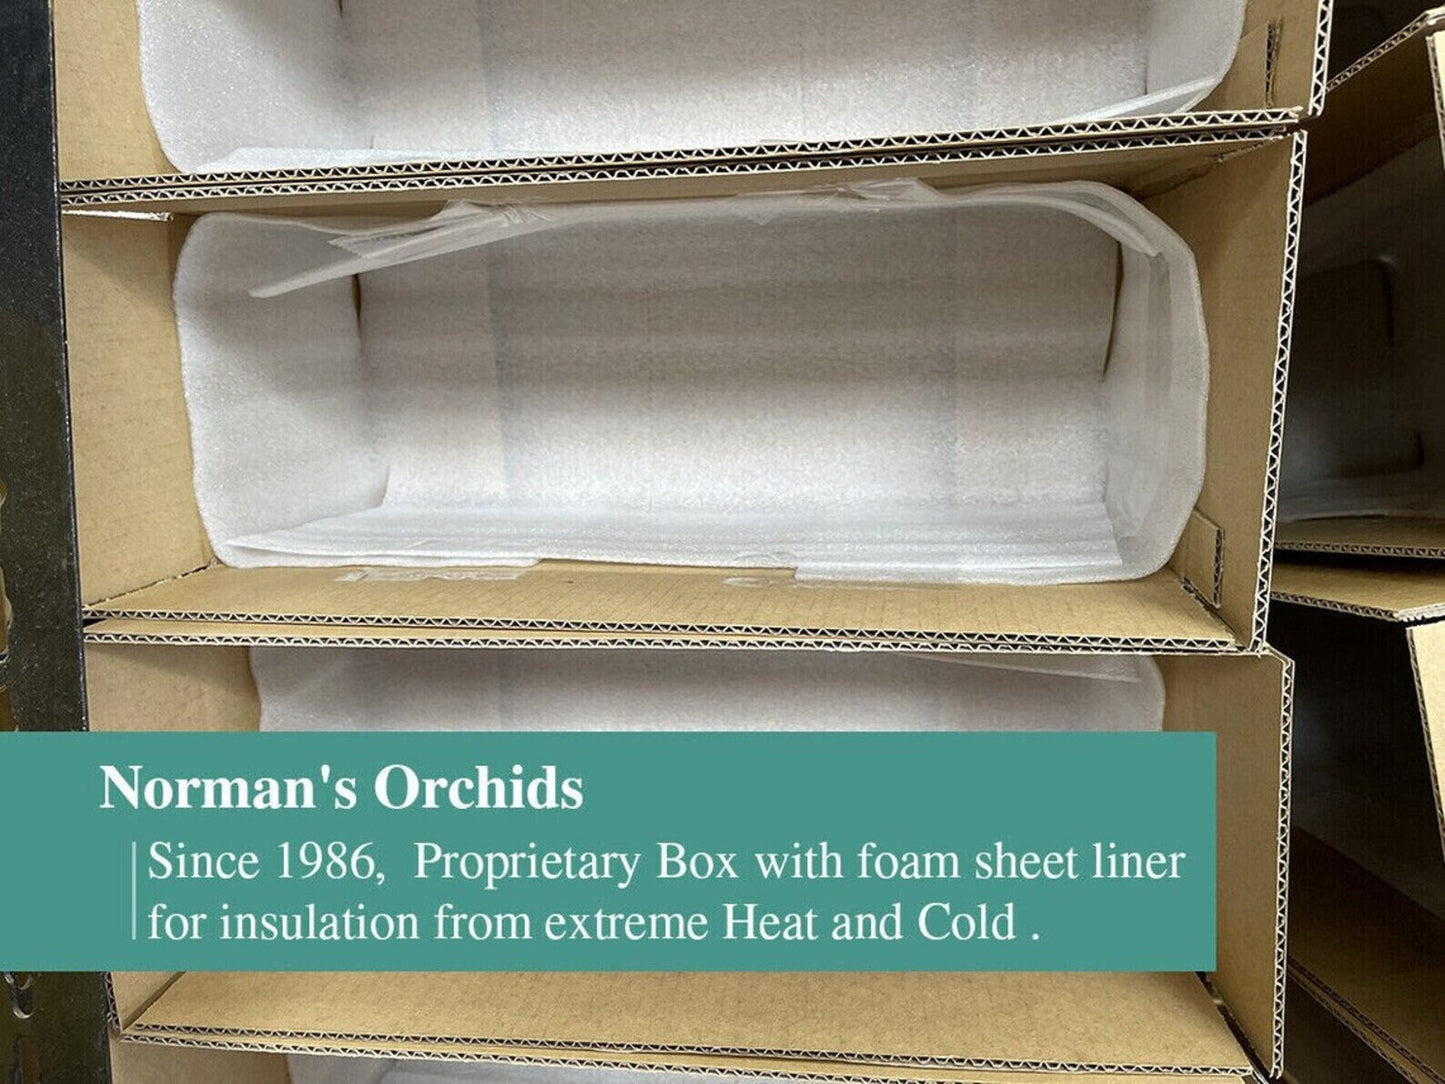 Norman's Orchids
Since 1986, Proprietary Box with foam sheet liner
for insulation from extreme Heat and Cold .